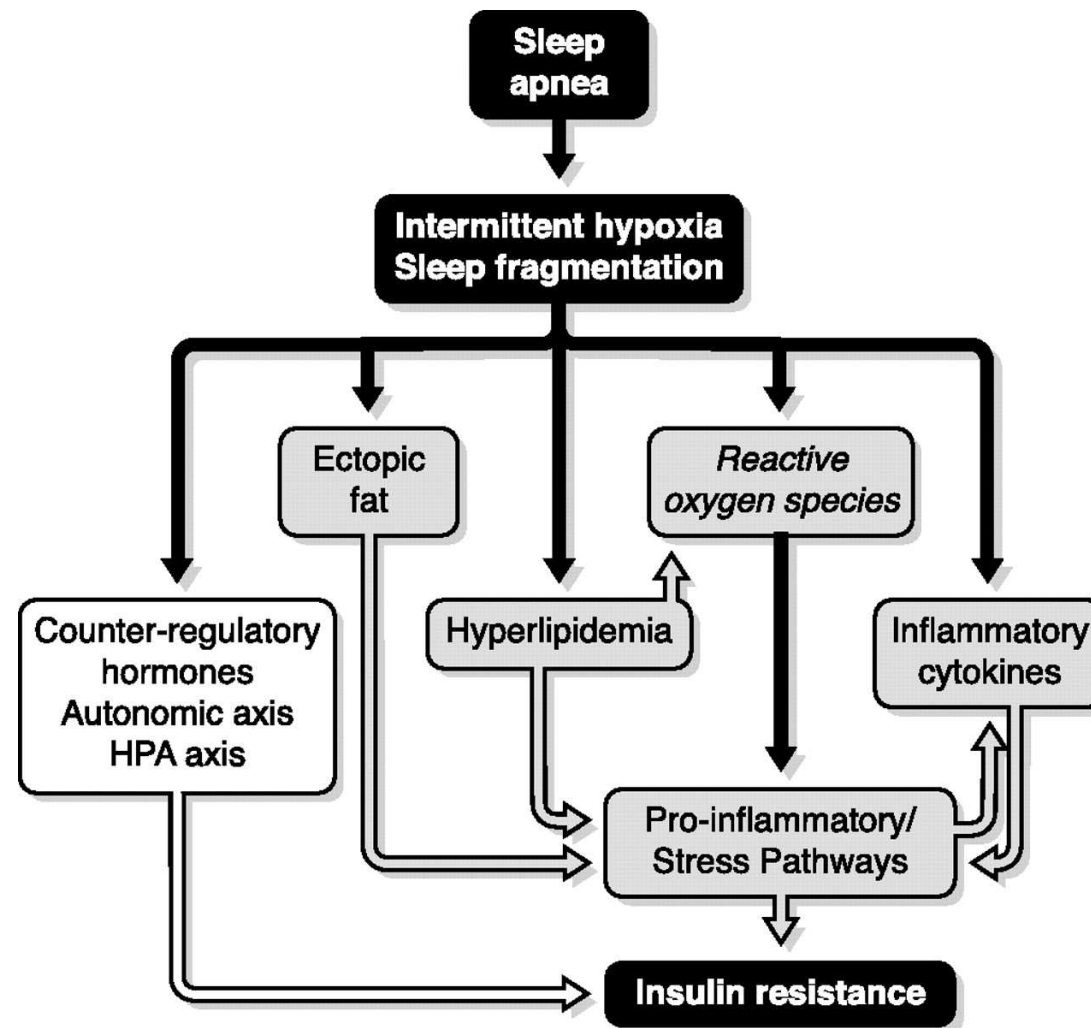 Sleep
apnea
Intermittent hypoxia
Sleep fragmentation
Ectopic
fat
Reactive
oxygen species
Counter-regulatory
hormones
Autonomic axis
HPA axis
Hyperlipidemia
Inflammatory
cytokines
Pro-inflammatory/
Stress Pathways
Insulin resistance